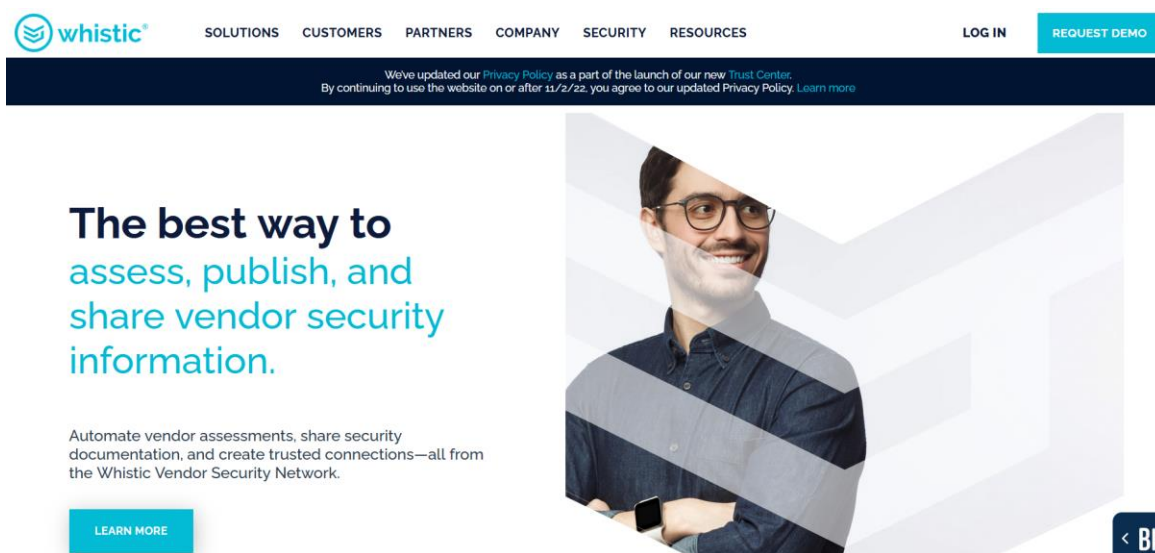 whistic®
SOLUTIONS CUSTOMERS PARTNERS COMPANY SECURITY RESOURCES LOG IN REQUEST DEMO
We've updated our Privacy Policy as a part of the launch of our new Trust Center.
By continuing to use the website on or after 11/2/22, you agree to our updated Privacy Policy. Learn more
The best way to
assess, publish, and
share vendor security
information.
Automate vendor assessments, share security
documentation, and create trusted connections—all from
the Whistic Vendor Security Network.
LEARN MORE